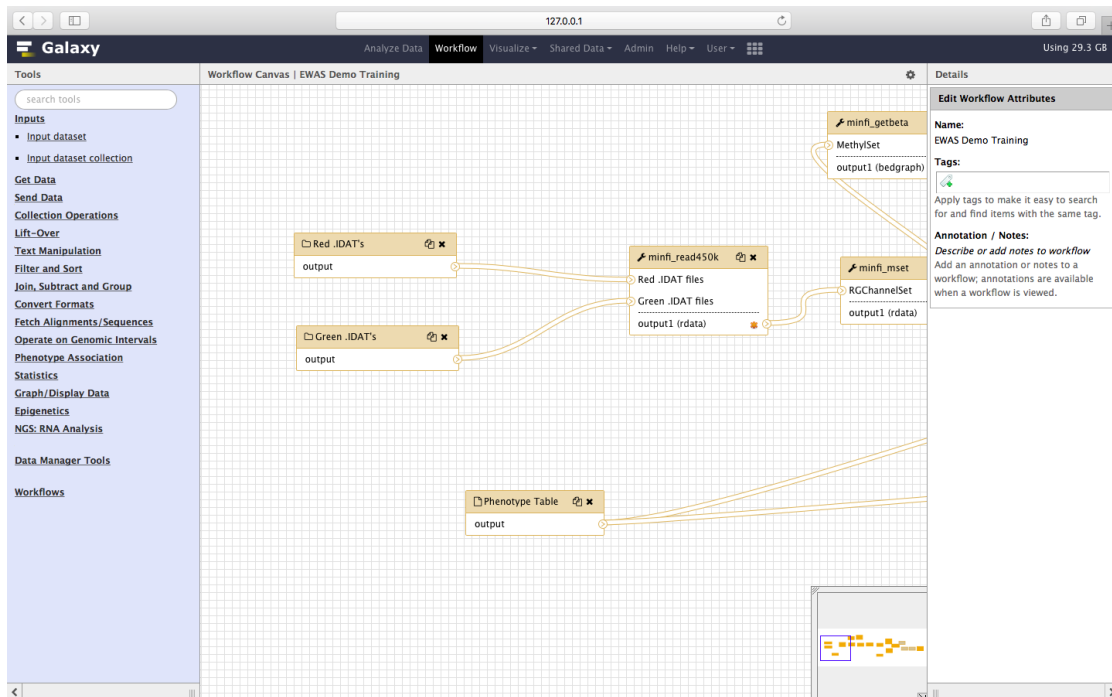 127.0.0.1
Galaxy
Analyze Data Workflow Visualize Shared Data Admin Help User
Using 29.3 GB
Tools
search tools
Inputs
Input dataset
Input dataset collection
Get Data
Send Data
Collection Operations
Lift-Over
Text Manipulation
Filter and Sort
Join, Subtract and Group
Convert Formats
Fetch Alignments/Sequences
Operate on Genomic Intervals
Phenotype Association
Statistics
Graph/Display Data
Epigenetics
NGS: RNA Analysis
Data Manager Tools
Workflows
Workflow Canvas | EWAS Demo Training
Red .IDAT's
output
Green .IDAT's
output
Phenotype Table
output
minfi_read450k
Red .IDAT files
Green .IDAT files
output1 (rdata)
minfi_getbeta
MethylSet
output1 (bedgraph)
minfi_mset
RGChannelSet
output1 (rdata)
Details
Edit Workflow Attributes
Name:
EWAS Demo Training
Tags:
Apply tags to make it easy to search
for and find items with the same tag.
Annotation / Notes:
Describe or add notes to workflow
Add an annotation or notes to a
workflow; annotations are available
when a workflow is viewed.